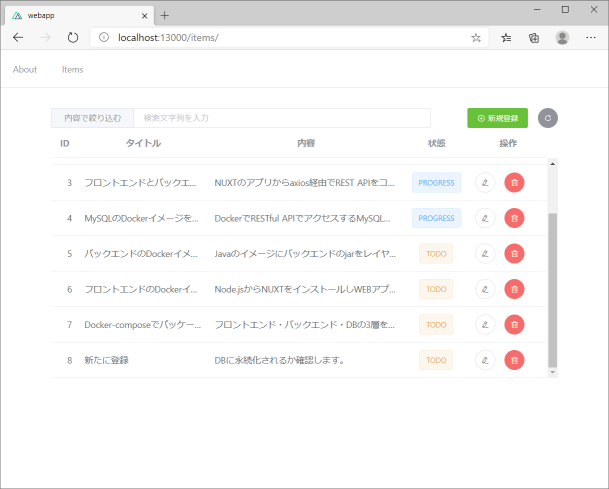 webapp
localhost:13000/items/
About Items
内容で絞り込む 検索文字列を入力 新規登録
ID タイトル 内容 状態 操作
3 フロントエンドとバックエ... NUXTのアプリからaxios経由でREST APIをコ... PROGRESS
4 MySQLのDockerイメージを... DockerでRESTful APIでアクセスするMySQL... PROGRESS
5 バックエンドのDockerイメ... Javaのイメージにバックエンドのjarをレイヤ... TODO
6 フロントエンドのDockerイ... Node.jsからNUXTをインストールしWEBアプ... TODO
7 Docker-composeでパッケー... フロントエンド・バックエンド・DBの3層を... TODO
8 新たに登録 DBに永続化されるか確認します。 TODO